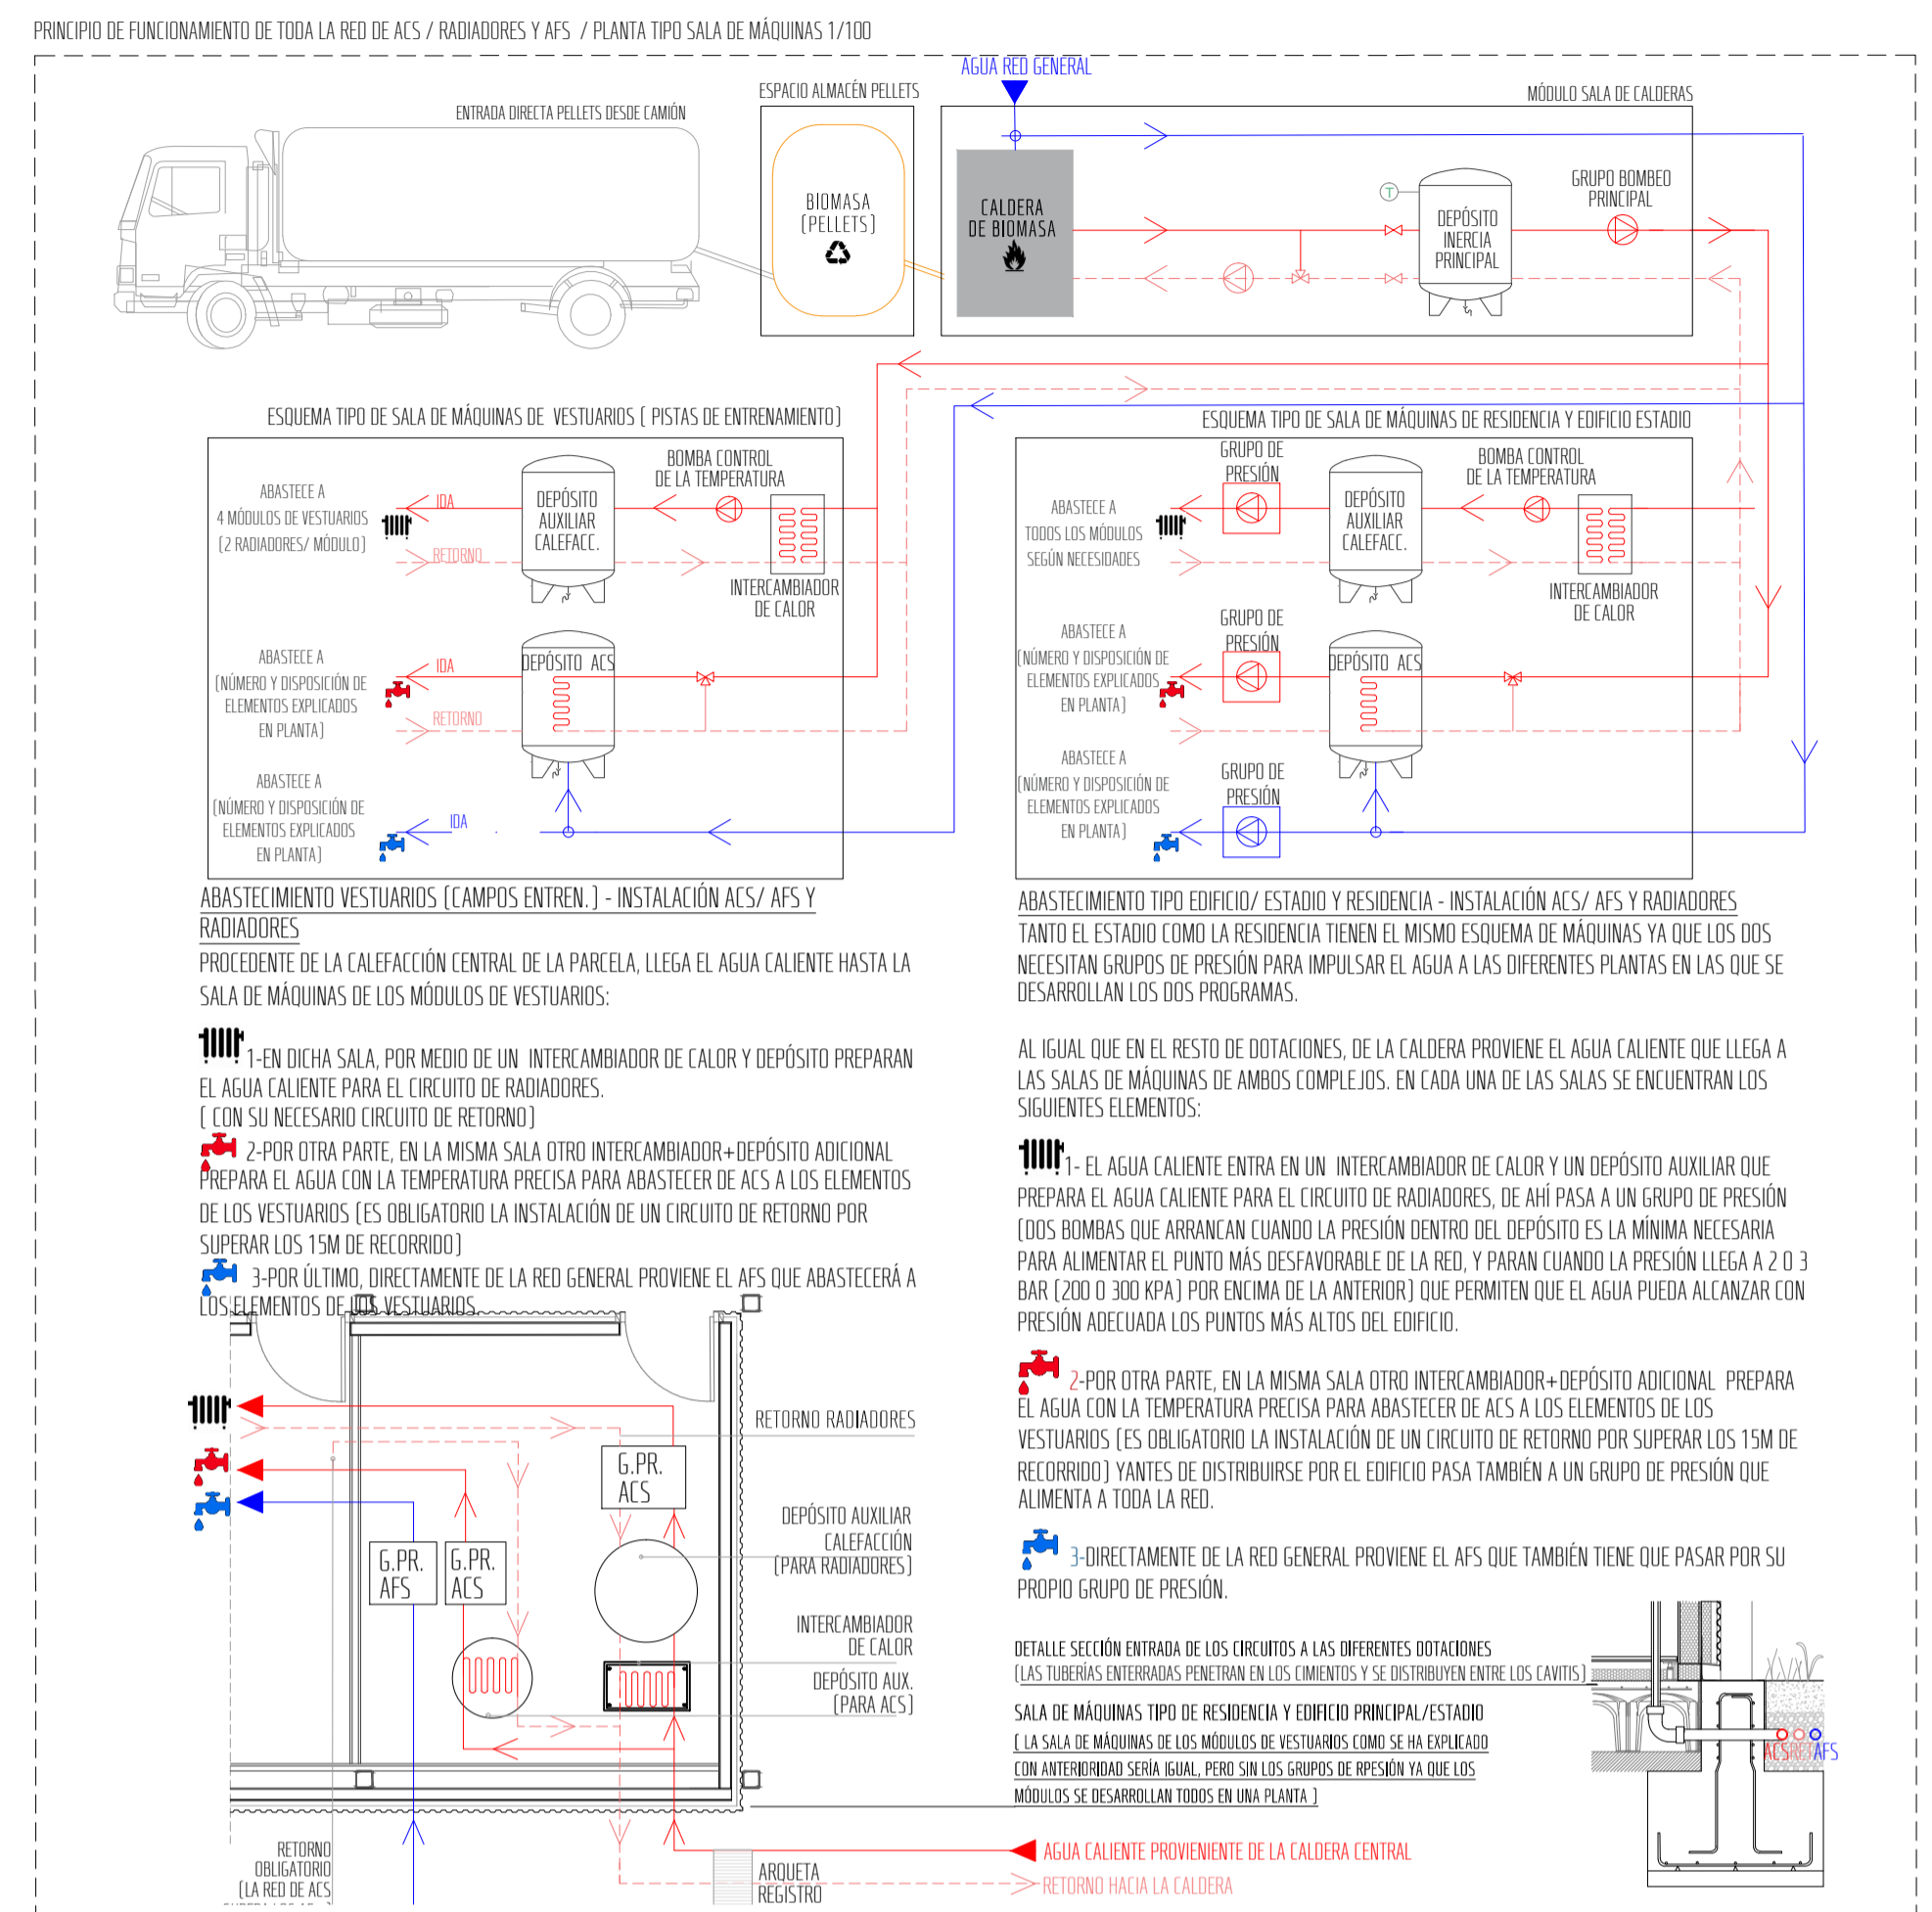 PRINCIPIO DE FUNCIONAMIENTO DE TODA LA RED DE ACS / RADIADORES Y AFS / PLANTA TIPO SALA DE MÁQUINAS 1/100
AGUA RED GENERAL
ESPACIO ALMACÉN PELLETS
MÓDULO SALA DE CALDERAS
ENTRADA DIRECTA PELLETS DESDE CAMIÓN
BIOMASA
(PELLETS)
CALDERA
DE BIOMASA
T
DEPÓSITO
INERCIA
PRINCIPAL
GRUPO BOMBEO
PRINCIPAL
ESQUEMA TIPO DE SALA DE MÁQUINAS DE VESTUARIOS ( PISTAS DE ENTRENAMIENTO)
ABASTECE A
4 MÓDULOS DE VESTUARIOS
(2 RADIADORES/ MÓDULO)
IDA
RETORNO
DEPÓSITO
AUXILIAR
CALEFACC.
BOMBA CONTROL
DE LA TEMPERATURA
INTERCAMBIADOR
DE CALOR
ABASTECE A
(NÚMERO Y DISPOSICIÓN DE
ELEMENTOS EXPLICADOS
EN PLANTA)
IDA
RETORNO
DEPÓSITO ACS
ABASTECE A
(NÚMERO Y DISPOSICIÓN DE
ELEMENTOS EXPLICADOS
EN PLANTA)
IDA
ESQUEMA TIPO DE SALA DE MÁQUINAS DE RESIDENCIA Y EDIFICIO ESTADIO
GRUPO DE
PRESIÓN
ABASTECE A
TODOS LOS MÓDULOS
SEGÚN NECESIDADES
DEPÓSITO
AUXILIAR
CALEFACC.
BOMBA CONTROL
DE LA TEMPERATURA
INTERCAMBIADOR
DE CALOR
GRUPO DE
PRESIÓN
ABASTECE A
(NÚMERO Y DISPOSICIÓN DE
ELEMENTOS EXPLICADOS
EN PLANTA)
DEPÓSITO ACS
ABASTECE A
(NÚMERO Y DISPOSICIÓN DE
ELEMENTOS EXPLICADOS
EN PLANTA)
GRUPO DE
PRESIÓN
ABASTECIMIENTO VESTUARIOS (CAMPOS ENTREN.) - INSTALACIÓN ACS/ AFS Y
RADIADORES
PROCEDENTE DE LA CALEFACCIÓN CENTRAL DE LA PARCELA, LLEGA EL AGUA CALIENTE HASTA LA
SALA DE MÁQUINAS DE LOS MÓDULOS DE VESTUARIOS:
1-EN DICHA SALA, POR MEDIO DE UN INTERCAMBIADOR DE CALOR Y DEPÓSITO PREPARAN
EL AGUA CALIENTE PARA EL CIRCUITO DE RADIADORES.
( CON SU NECESARIO CIRCUITO DE RETORNO)
2-POR OTRA PARTE, EN LA MISMA SALA OTRO INTERCAMBIADOR+DEPÓSITO ADICIONAL
PREPARA EL AGUA CON LA TEMPERATURA PRECISA PARA ABASTECER DE ACS A LOS ELEMENTOS
DE LOS VESTUARIOS (ES OBLIGATORIO LA INSTALACIÓN DE UN CIRCUITO DE RETORNO POR
SUPERAR LOS 15M DE RECORRIDO)
3-POR ÚLTIMO, DIRECTAMENTE DE LA RED GENERAL PROVIENE EL AFS QUE ABASTECERÁ A
LOS ELEMENTOS DE LOS VESTUARIOS.
ABASTECIMIENTO TIPO EDIFICIO/ ESTADIO Y RESIDENCIA - INSTALACIÓN ACS/ AFS Y RADIADORES
TANTO EL ESTADIO COMO LA RESIDENCIA TIENEN EL MISMO ESQUEMA DE MÁQUINAS YA QUE LOS DOS
NECESITAN GRUPOS DE PRESIÓN PARA IMPULSAR EL AGUA A LAS DIFERENTES PLANTAS EN LAS QUE SE
DESARROLLAN LOS DOS PROGRAMAS.
AL IGUAL QUE EN EL RESTO DE DOTACIONES, DE LA CALDERA PROVIENE EL AGUA CALIENTE QUE LLEGA A
LAS SALAS DE MÁQUINAS DE AMBOS COMPLEJOS. EN CADA UNA DE LAS SALAS SE ENCUENTRAN LOS
SIGUIENTES ELEMENTOS:
1- EL AGUA CALIENTE ENTRA EN UN INTERCAMBIADOR DE CALOR Y UN DEPÓSITO AUXILIAR QUE
PREPARA EL AGUA CALIENTE PARA EL CIRCUITO DE RADIADORES, DE AHÍ PASA A UN GRUPO DE PRESIÓN
(DOS BOMBAS QUE ARRANCAN CUANDO LA PRESIÓN DENTRO DEL DEPÓSITO ES LA MÍNIMA NECESARIA
PARA ALIMENTAR EL PUNTO MÁS DESFAVORABLE DE LA RED, Y PARAN CUANDO LA PRESIÓN LLEGA A 2 O 3
BAR (200 O 300 KPA) POR ENCIMA DE LA ANTERIOR) QUE PERMITEN QUE EL AGUA PUEDA ALCANZAR CON
PRESIÓN ADECUADA LOS PUNTOS MÁS ALTOS DEL EDIFICIO.
2-POR OTRA PARTE, EN LA MISMA SALA OTRO INTERCAMBIADOR+DEPÓSITO ADICIONAL PREPARA
EL AGUA CON LA TEMPERATURA PRECISA PARA ABASTECER DE ACS A LOS ELEMENTOS DE LOS
VESTUARIOS (ES OBLIGATORIO LA INSTALACIÓN DE UN CIRCUITO DE RETORNO POR SUPERAR LOS 15M DE
RECORRIDO) YANTES DE DISTRIBUIRSE POR EL EDIFICIO PASA TAMBIÉN A UN GRUPO DE PRESIÓN QUE
ALIMENTA A TODA LA RED.
3-DIRECTAMENTE DE LA RED GENERAL PROVIENE EL AFS QUE TAMBIÉN TIENE QUE PASAR POR SU
PROPIO GRUPO DE PRESIÓN.
RETORNO RADIADORES
G.PR.
ACS
DEPÓSITO AUXILIAR
CALEFACCIÓN
(PARA RADIADORES)
G.PR.
AFS
G.PR.
ACS
INTERCAMBIADOR
DE CALOR
DEPÓSITO AUX.
(PARA ACS)
DETALLE SECCIÓN ENTRADA DE LOS CIRCUITOS A LAS DIFERENTES DOTACIONES
(LAS TUBERÍAS ENTERRADAS PENETRAN EN LOS CIMIENTOS Y SE DISTRIBUYEN ENTRE LOS CAVITIS)
SALA DE MÁQUINAS TIPO DE RESIDENCIA Y EDIFICIO PRINCIPAL/ESTADIO
( LA SALA DE MÁQUINAS DE LOS MÓDULOS DE VESTUARIOS COMO SE HA EXPLICADO
CON ANTERIORIDAD SERÍA IGUAL, PERO SIN LOS GRUPOS DE RPESIÓN YA QUE LOS
MÓDULOS SE DESARROLLAN TODOS EN UNA PLANTA )
ACS RET AFS
RETORNO
OBLIGATORIO
(LA RED DE ACS
ARQUETA
REGISTRO
AGUA CALIENTE PROVENIENTE DE LA CALDERA CENTRAL
RETORNO HACIA LA CALDERA